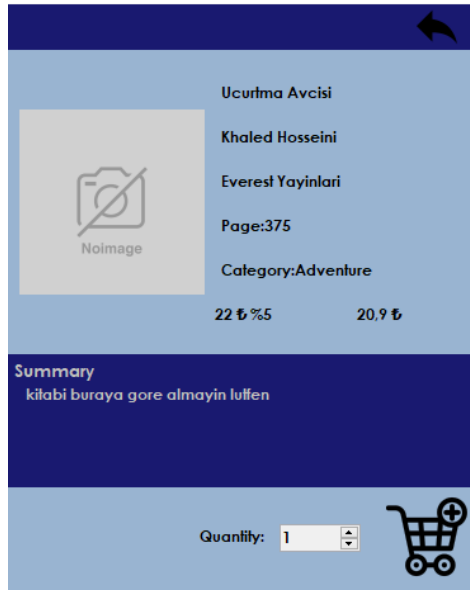 Ucurtma Avcisi
Khaled Hosseini
Everest Yayinlari
Noimage
Page:375
Category:Adventure
22 ₺ %5 20,9 ₺
Summary
kitabi buraya gore almayin lutfen
Quantity: 1